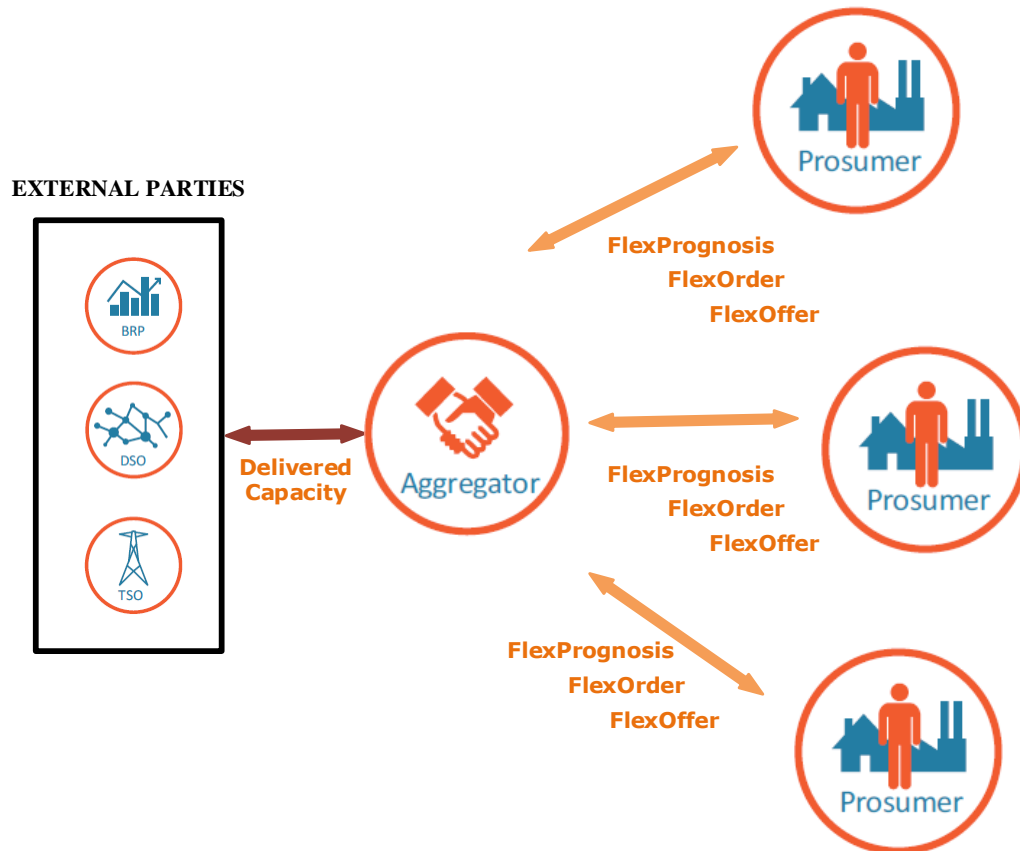 EXTERNAL PARTIES
BRP
DSO
TSO
Delivered
Capacity
Aggregator
Prosumer
FlexPrognosis
FlexOrder
FlexOffer
Prosumer
FlexPrognosis
FlexOrder
FlexOffer
Prosumer
FlexPrognosis
FlexOrder
FlexOffer